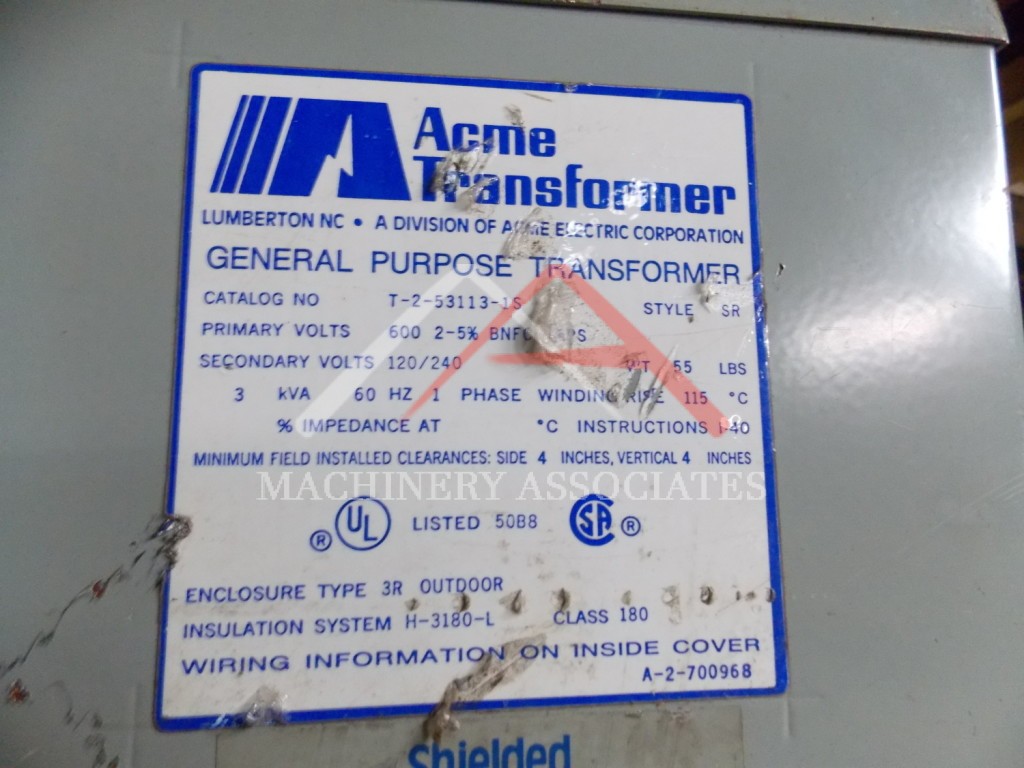 Acme
Transformer
LUMBERTON NC • A DIVISION OF ACME ELECTRIC CORPORATION
GENERAL PURPOSE TRANSFORMER
CATALOG NO T-2-53113-1S STYLE SR
PRIMARY VOLTS 600 2-5% BNFC TAPS
SECONDARY VOLTS 120/240 WT 55 LBS
3 kVA 60 HZ 1 PHASE WINDING RISE 115 °C
% IMPEDANCE AT °C INSTRUCTIONS I-40
MINIMUM FIELD INSTALLED CLEARANCES: SIDE 4 INCHES, VERTICAL 4 INCHES
MACHINERY ASSOCIATES
® UL LISTED 50B8 SA ®
ENCLOSURE TYPE 3R OUTDOOR
INSULATION SYSTEM H-3180-L CLASS 180
WIRING INFORMATION ON INSIDE COVER
A-2-700968
Shielded